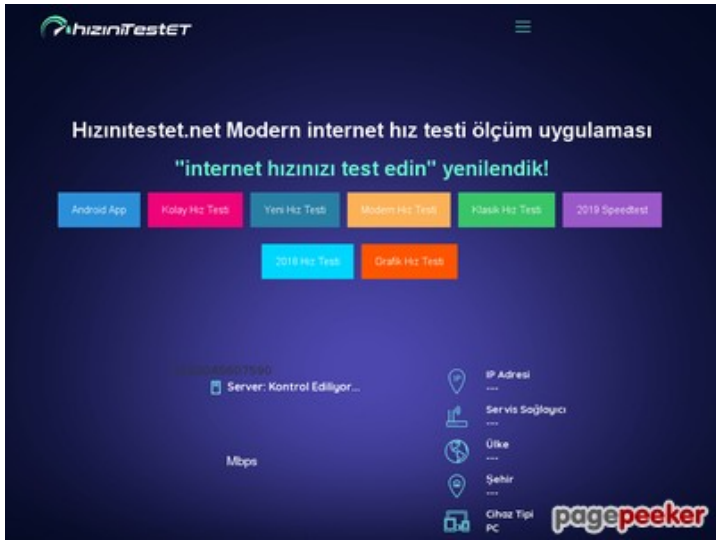 hızınıTestET
Hızınıtestet.net Modern internet hız testi ölçüm uygulaması
"internet hızınızı test edin" yenilendik!
Android App Kolay Hız Testi Yeni Hız Testi Modern Hız Testi Klasik Hız Testi 2019 Speedtest
2018 Hız Testi Grafik Hız Testi
Server: Kontrol Ediliyor...
Mbps
IP Adresi
---
Servis Sağlayıcı
---
Ülke
---
Şehir
---
Cihaz Tipi
PC
pagepeeker